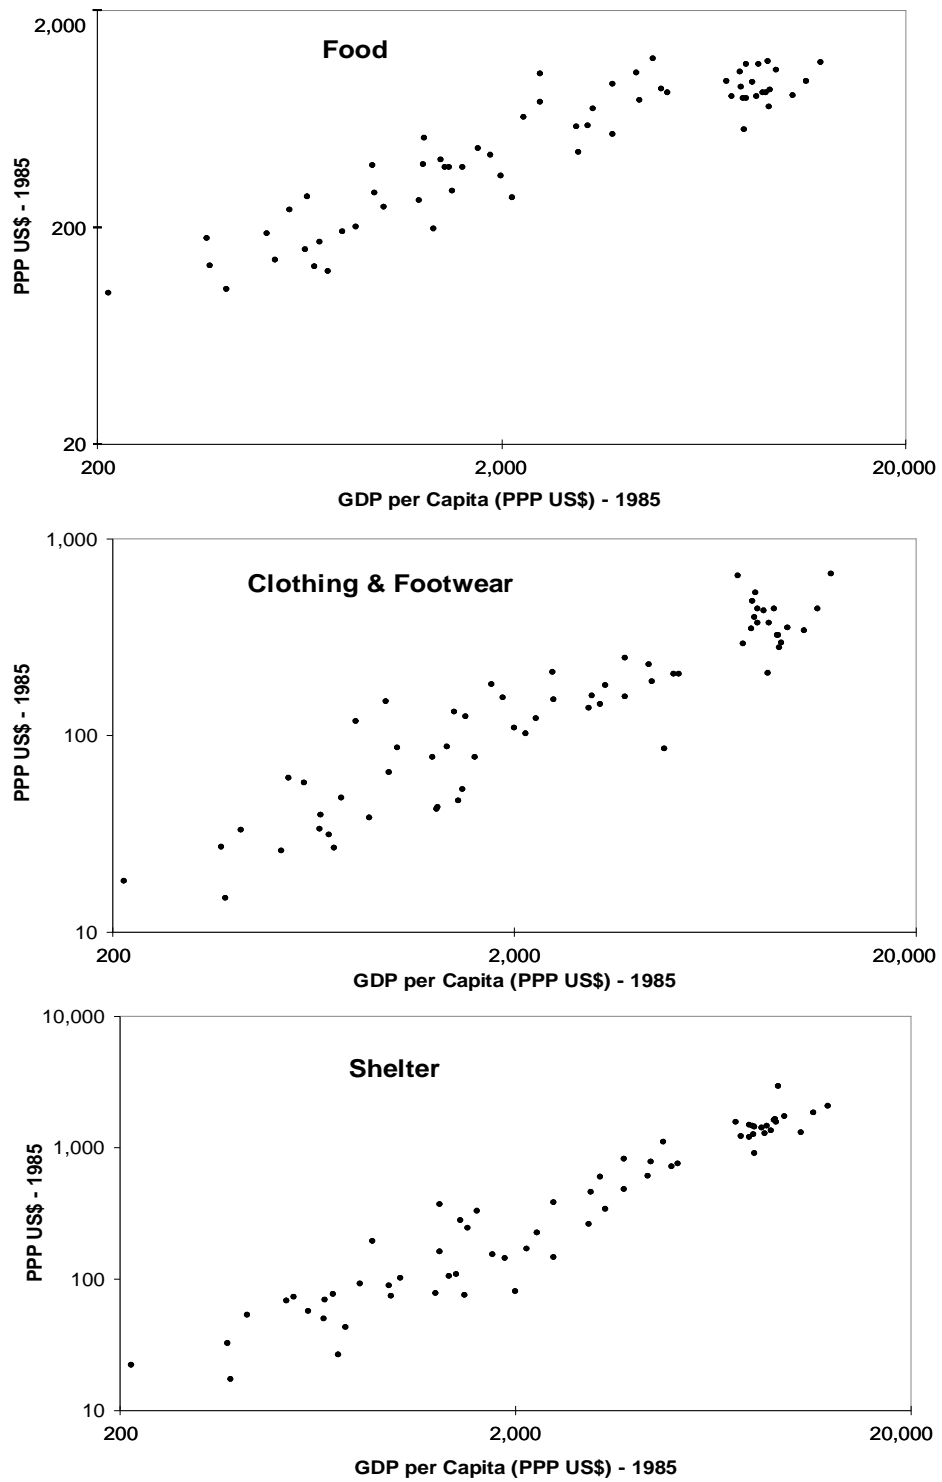 2,000
Food
PPP US$ - 1985
200
20
200
2,000
20,000
GDP per Capita (PPP US$) - 1985
1,000
Clothing & Footwear
PPP US$ - 1985
100
10
200
2,000
20,000
GDP per Capita (PPP US$) - 1985
10,000
Shelter
PPP US$ - 1985
1,000
100
10
200
2,000
20,000
GDP per Capita (PPP US$) - 1985